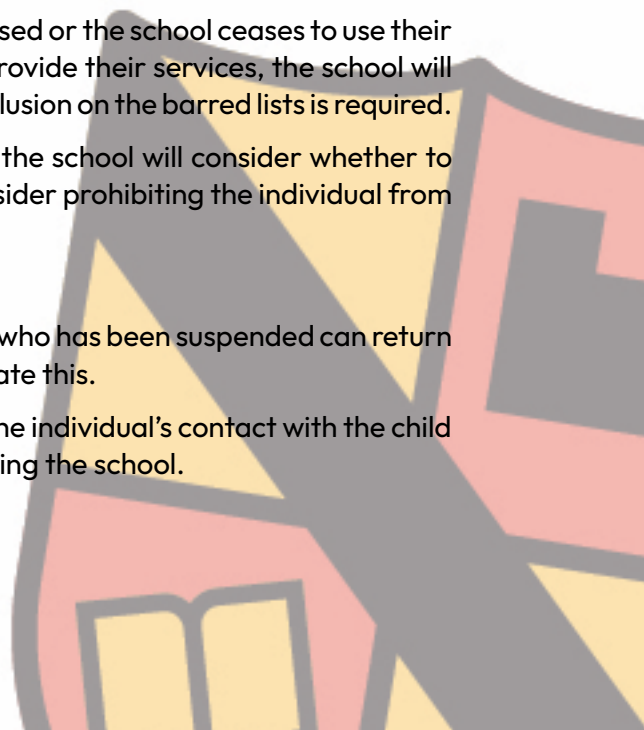 sed or the school ceases to use their
rovide their services, the school will
lusion on the barred lists is required.
the school will consider whether to
sider prohibiting the individual from
who has been suspended can return
ate this.
ne individual’s contact with the child
ing the school.